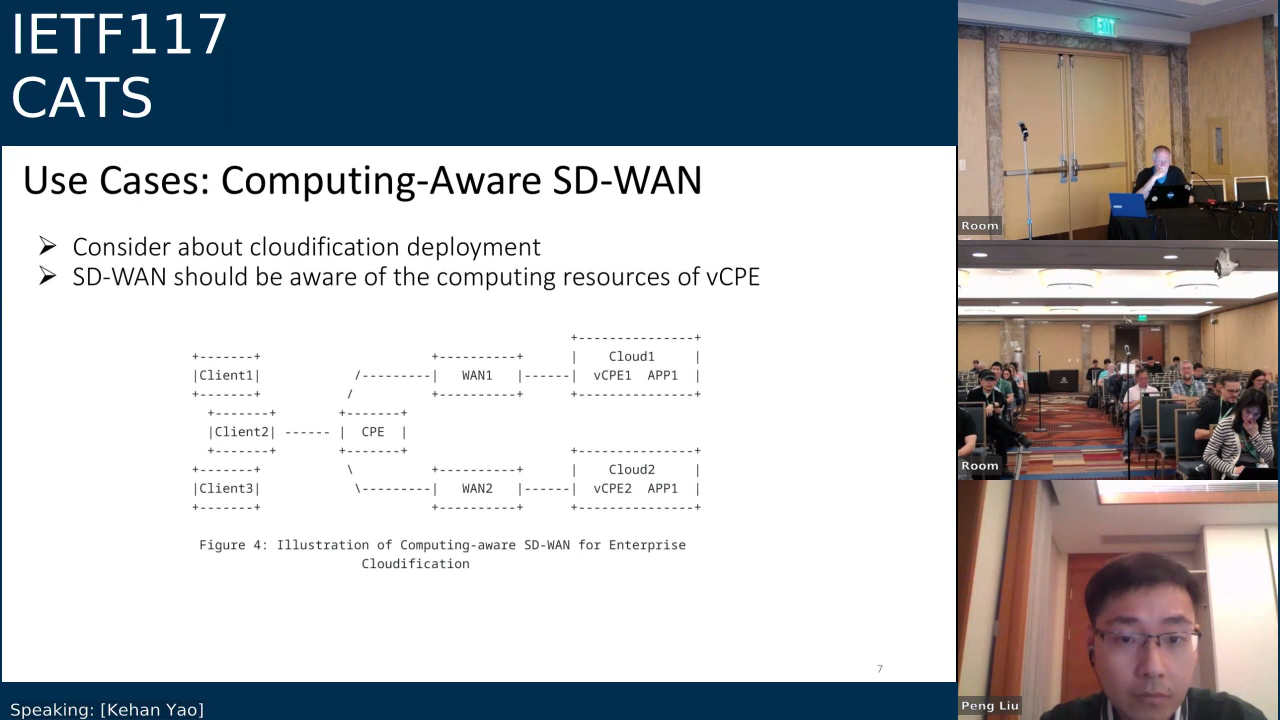 IETF117
CATS
Use Cases: Computing-Aware SD-WAN
➢ Consider about cloudification deployment
➢ SD-WAN should be aware of the computing resources of vCPE
                                                 +---------------+
+-------+                      +----------+      |    Cloud1     |
|Client1|            /---------|   WAN1   |------|  vCPE1  APP1  |
+-------+           /          +----------+      +---------------+
  +-------+        +-------+
  |Client2| ------ |  CPE  |
  +-------+        +-------+                     +---------------+
+-------+           \          +----------+      |    Cloud2     |
|Client3|            \---------|   WAN2   |------|  vCPE2  APP1  |
+-------+                      +----------+      +---------------+
Figure 4: Illustration of Computing-aware SD-WAN for Enterprise
Cloudification
7
Speaking: [Kehan Yao]
EXIT
Room
Room
Peng Liu